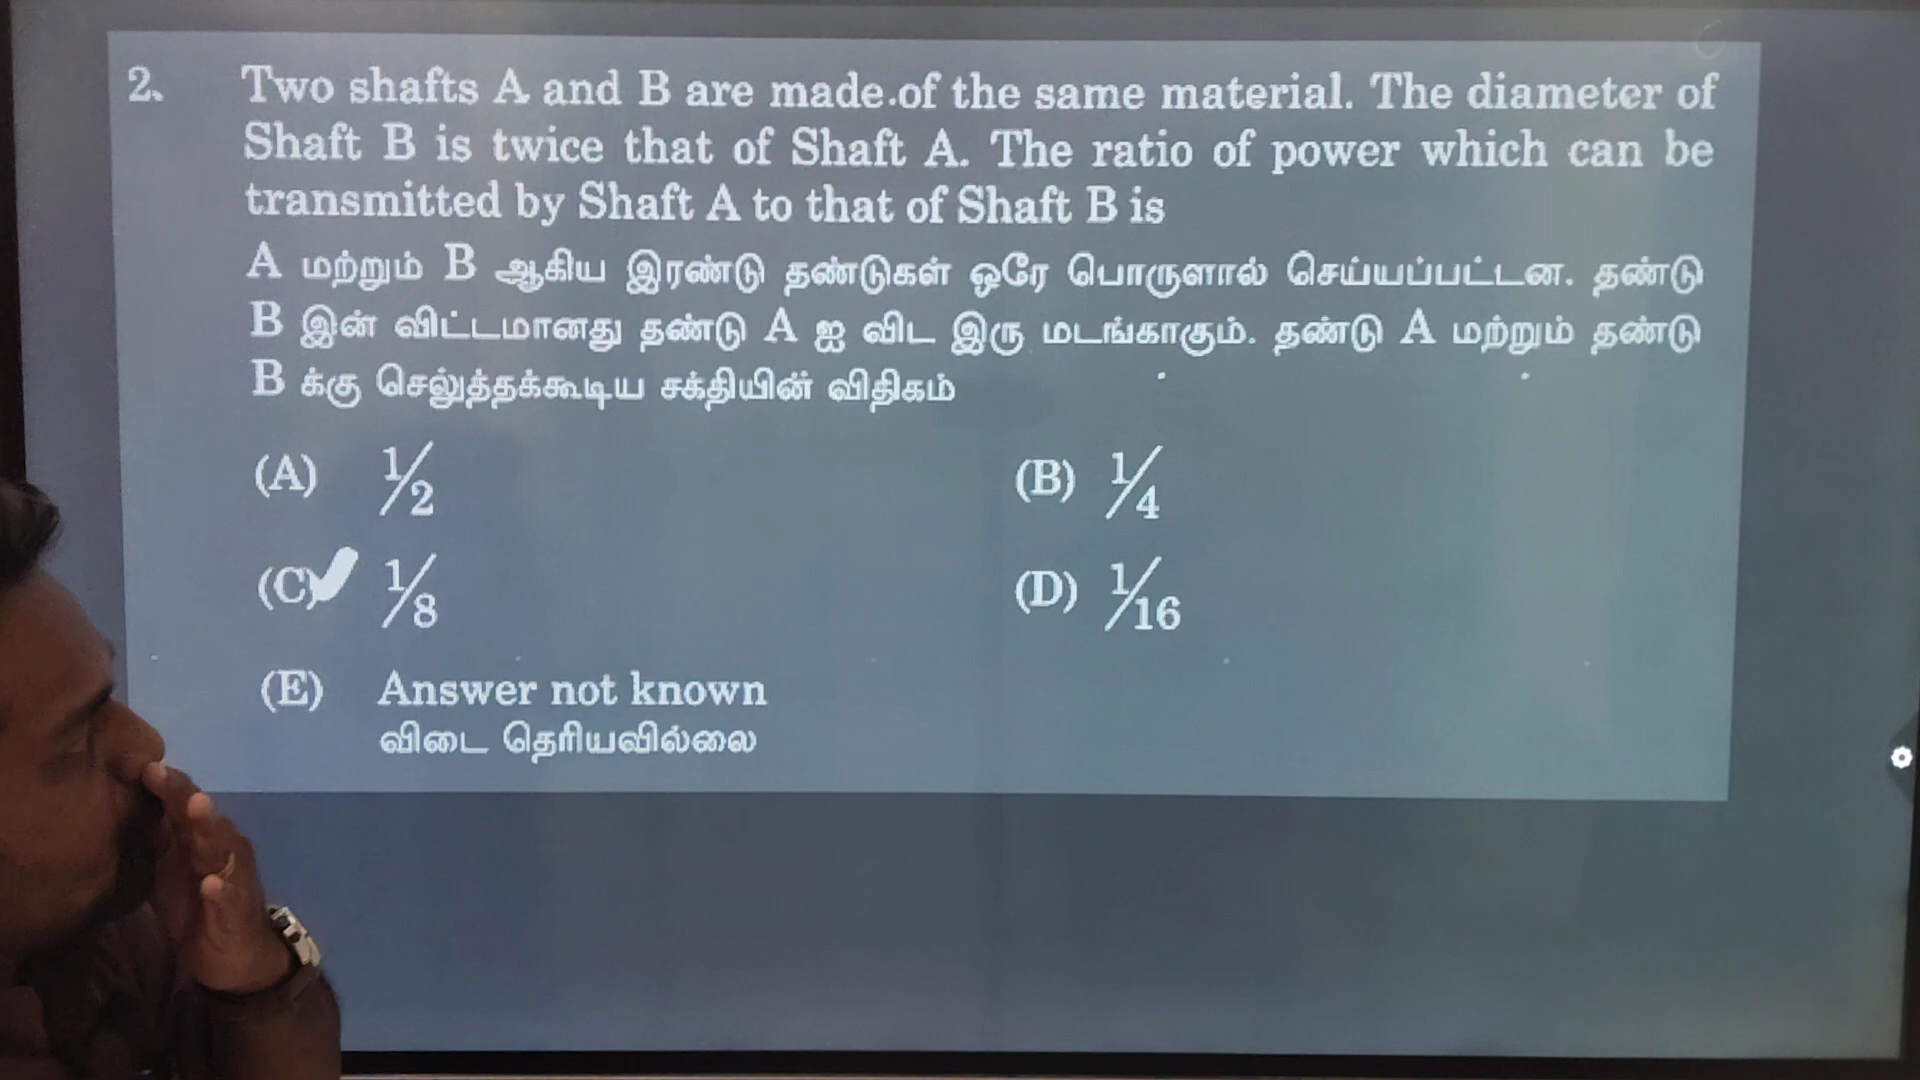 2. Two shafts A and B are made.of the same material. The diameter of
Shaft B is twice that of Shaft A. The ratio of power which can be
transmitted by Shaft A to that of Shaft B is
A மற்றும் B ஆகிய இரண்டு தண்டுகள் ஒரே பொருளால் செய்யப்பட்டன. தண்டு
B இன் விட்டமானது தண்டு A ஐ விட இரு மடங்காகும். தண்டு A மற்றும் தண்டு
B க்கு செலுத்தக்கூடிய சக்தியின் விதிகம்
(A) 1/2 (B) 1/4
(C) 1/8 (D) 1/16
(E) Answer not known
விடை தெரியவில்லை